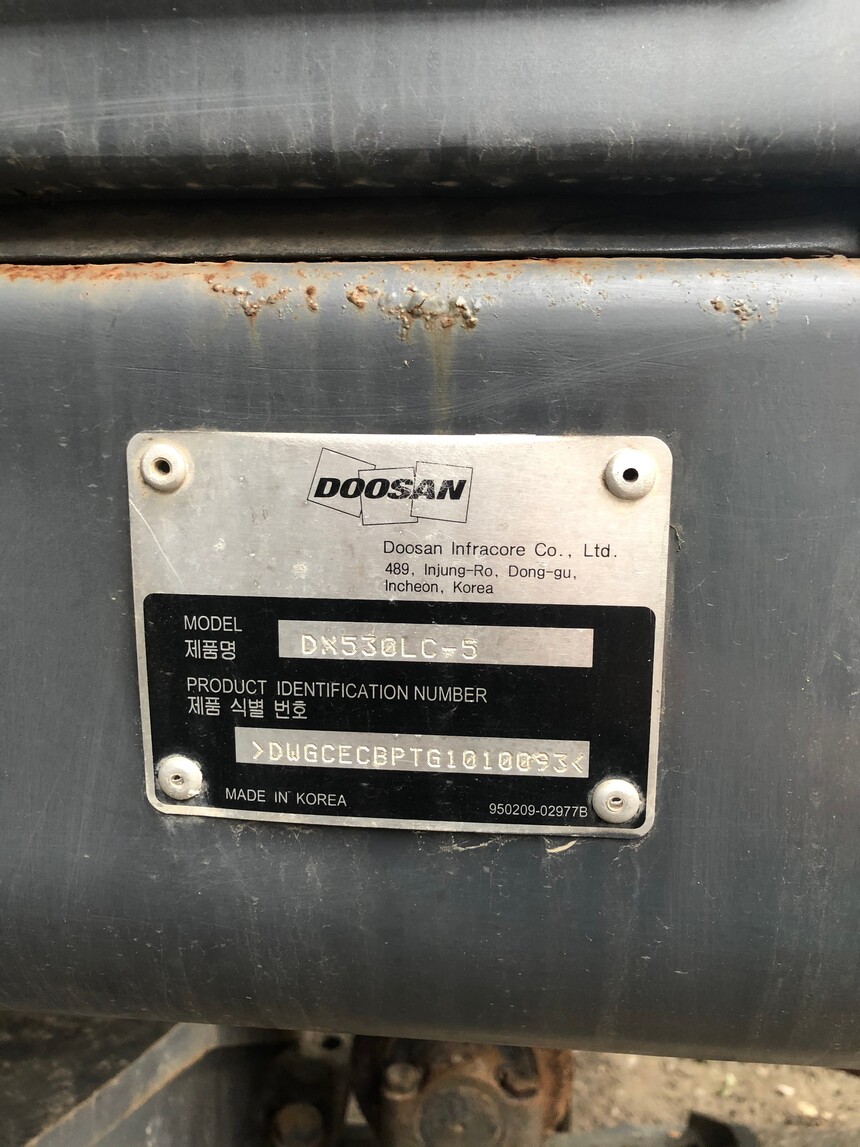 DOOSAN
Doosan Infracore Co., Ltd.
489, Injung-Ro, Dong-gu,
Incheon, Korea
MODEL
제품명
DX530LC-5
PRODUCT IDENTIFICATION NUMBER
제품 식별 번호
>DWGCECBPTG1010093<
MADE IN KOREA
950209-02977B